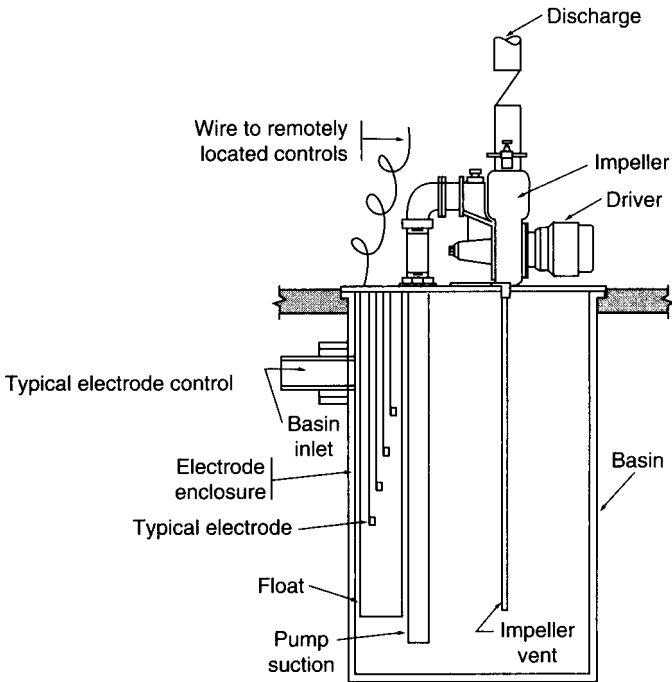 Discharge
Wire to remotely
located controls
Impeller
Driver
Typical electrode control
Basin
inlet
Electrode
enclosure
Basin
Typical electrode
Float
Pump
suction
Impeller
vent